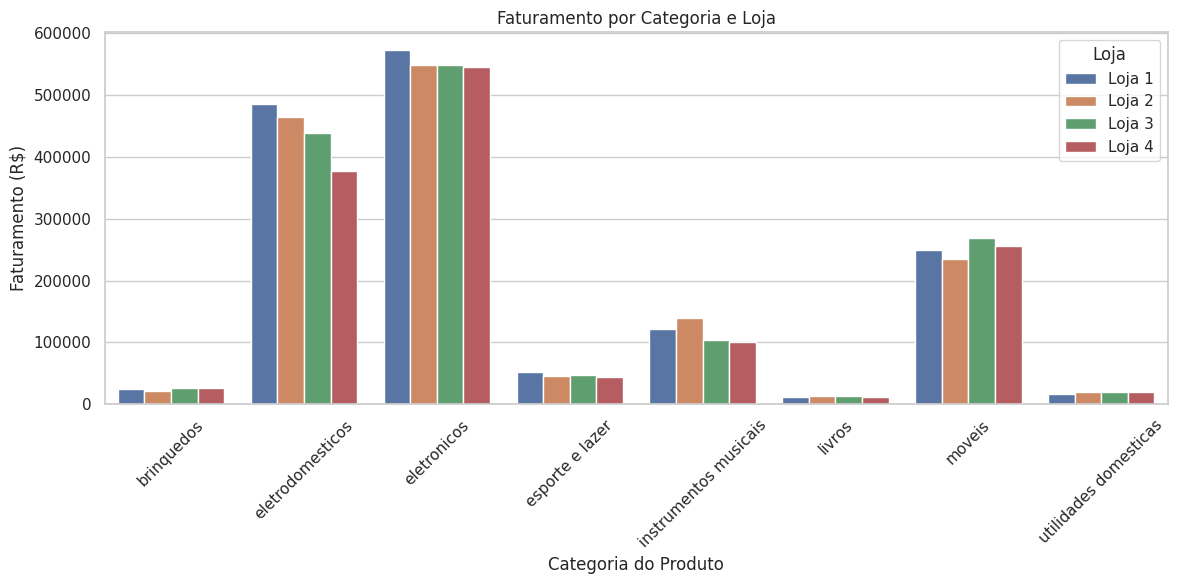 Faturamento por Categoria e Loja
Faturamento (R$)
600000
500000
400000
300000
200000
100000
0
Loja
Loja 1
Loja 2
Loja 3
Loja 4
brinquedos
eletrodomesticos
eletronicos
esporte e lazer
instrumentos musicais
livros
moveis
utilidades domesticas
Categoria do Produto